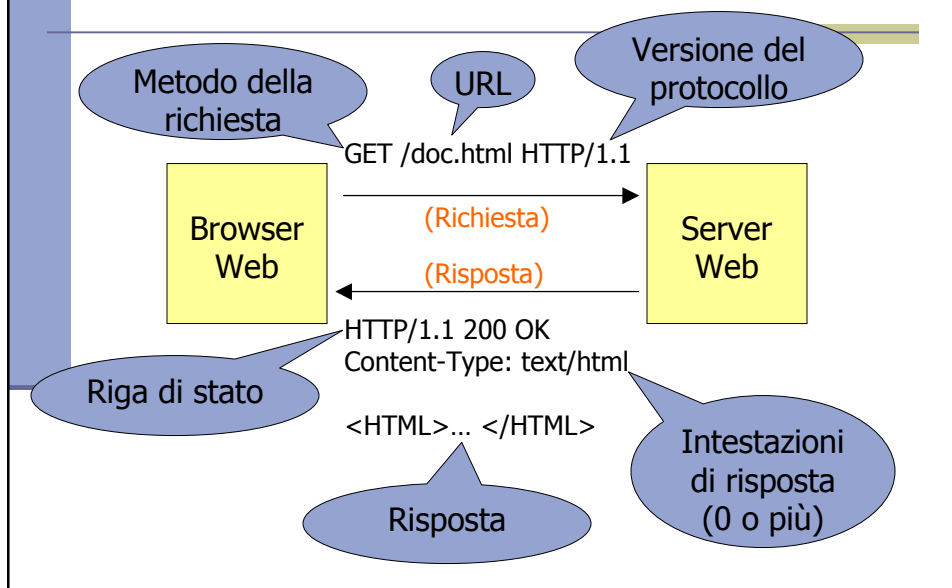 Metodo della
richiesta
URL
Versione del
protocollo
GET /doc.html HTTP/1.1
Browser
Web
(Richiesta)
(Risposta)
Server
Web
HTTP/1.1 200 OK
Content-Type: text/html
Riga di stato
<HTML>... </HTML>
Risposta
Intestazioni
di risposta
(0 o più)